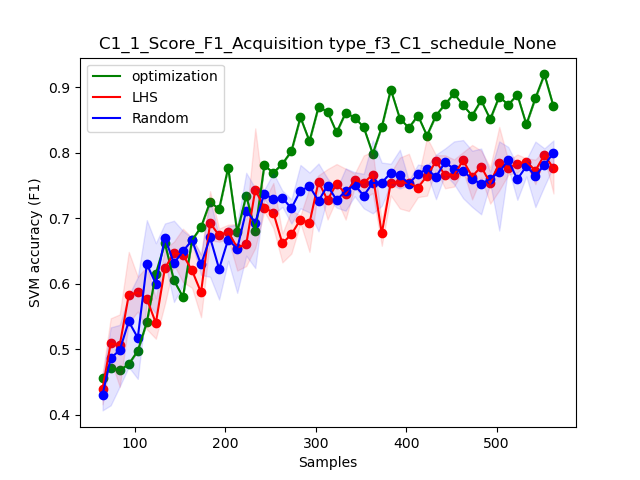 C1_1_Score_F1_Acquisition type_f3_C1_schedule_None
optimization
LHS
Random
SVM accuracy (F1)
0.9
0.8
0.7
0.6
0.5
0.4
100
200
300
400
500
Samples